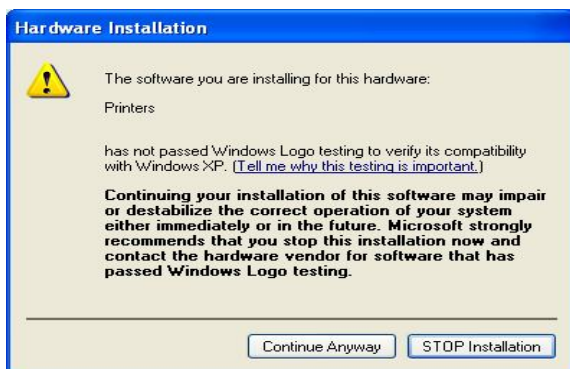 Hardware Installation
The software you are installing for this hardware:
Printers
has not passed Windows Logo testing to verify its compatibility
with Windows XP. (Tell me why this testing is important.)
Continuing your installation of this software may impair
or destabilize the correct operation of your system
either immediately or in the future. Microsoft strongly
recommends that you stop this installation now and
contact the hardware vendor for software that has
passed Windows Logo testing.
Continue Anyway STOP Installation